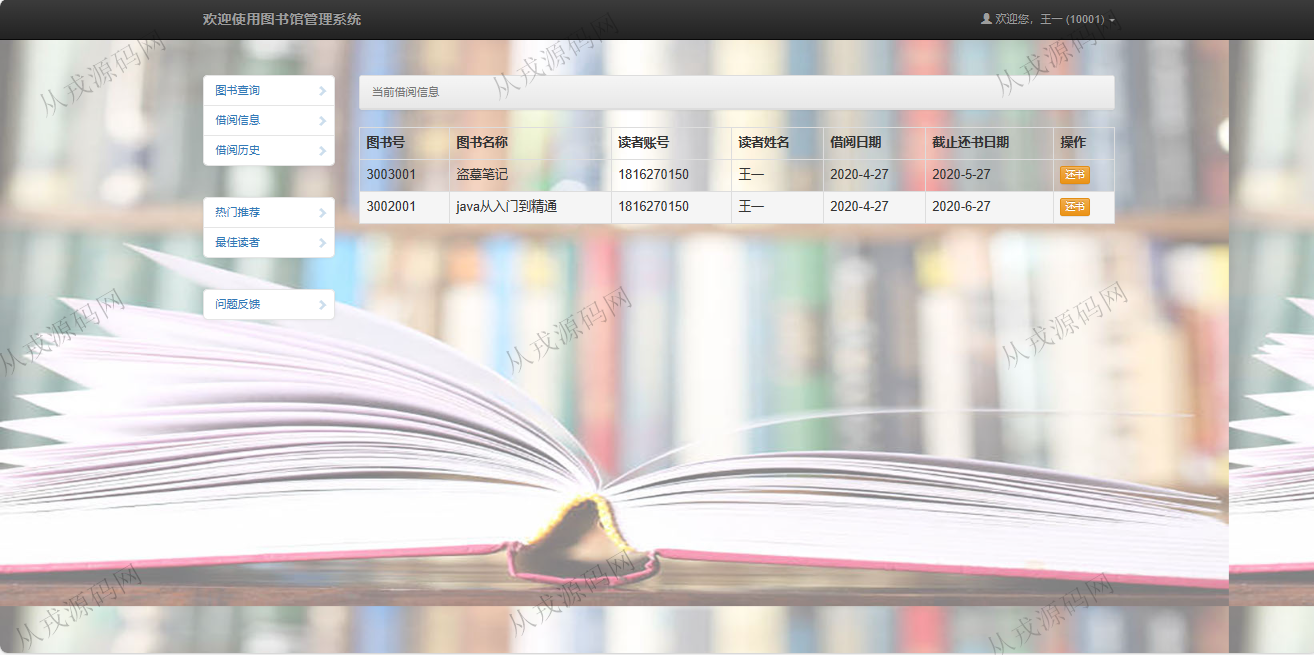 欢迎使用图书馆管理系统
欢迎您，王一 (10001)
图书查询
借阅信息
借阅历史
热门推荐
最佳读者
问题反馈
当前借阅信息
图书号 图书名称 读者账号 读者姓名 借阅日期 截止还书日期 操作
3003001 盗墓笔记 1816270150 王一 2020-4-27 2020-5-27 还书
3002001 java从入门到精通 1816270150 王一 2020-4-27 2020-6-27 还书
从戎源码网
从戎源码网
从戎源码网
从戎源码网
从戎源码网
从戎源码网
从戎源码网
从戎源码网
从戎源码网